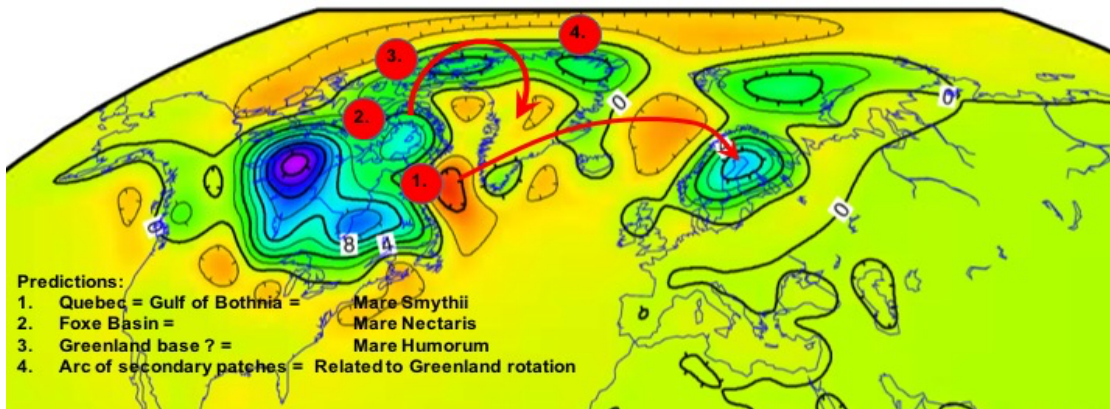 4.
3.
2.
1.
0
0
0
0
8
4
Predictions:
1. Quebec = Gulf of Bothnia = Mare Smythii
2. Foxe Basin = Mare Nectaris
3. Greenland base ? = Mare Humorum
4. Arc of secondary patches = Related to Greenland rotation